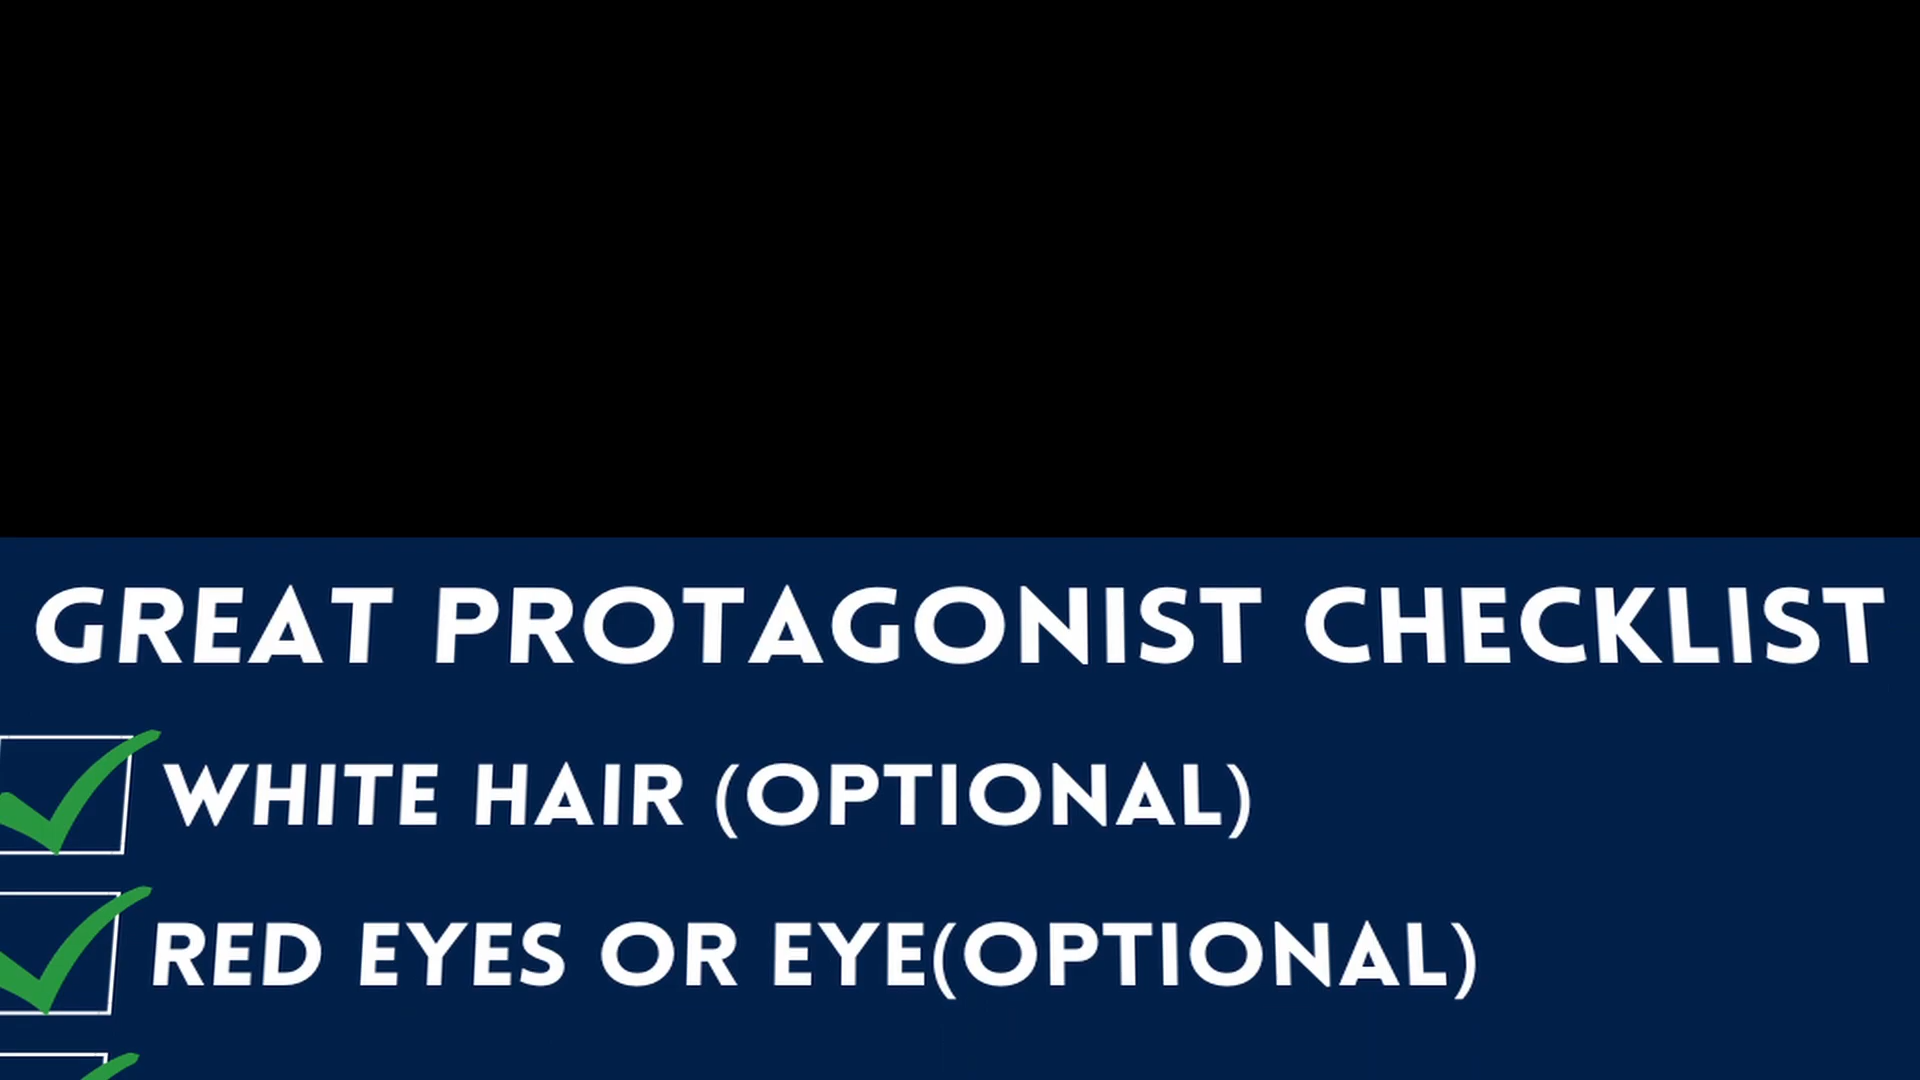 GREAT PROTAGONIST CHECKLIST
WHITE HAIR (OPTIONAL)
RED EYES OR EYE(OPTIONAL)